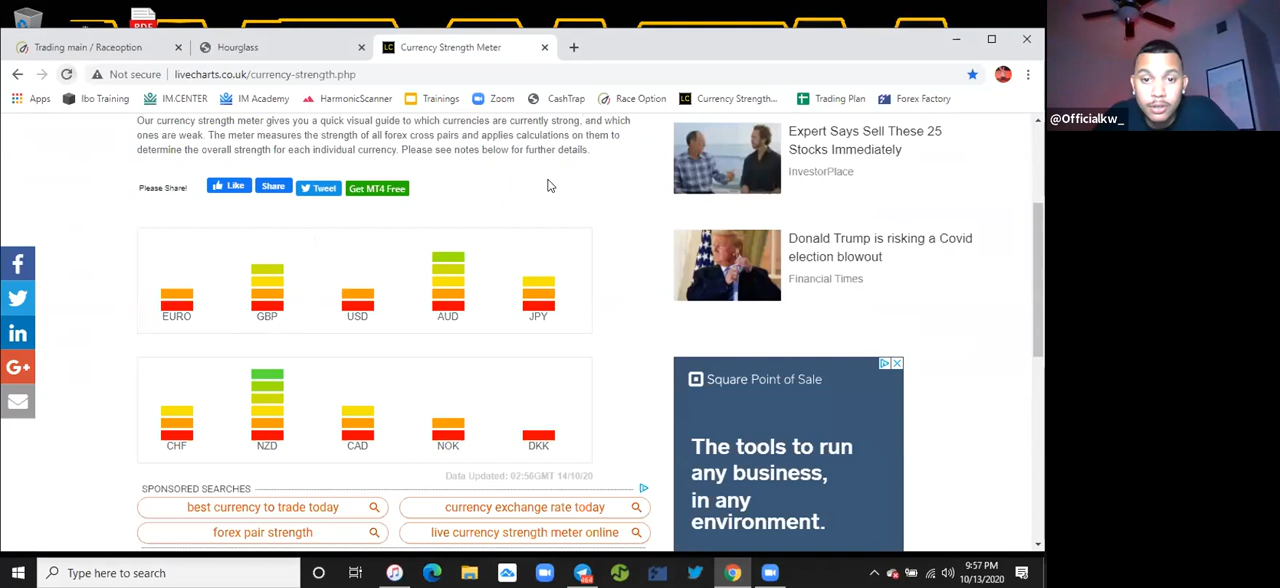 Trading main / Raceoption
Hourglass
Currency Strength Meter
Not secure
livecharts.co.uk/currency-strength.php
Apps
Ibo Training
IM.CENTER
IM Academy
HarmonicScanner
Trainings
Zoom
CashTrap
Race Option
Currency Strength...
Trading Plan
Forex Factory
@Officialkw_
Our currency strength meter gives you a quick visual guide to which currencies are currently strong, and which
ones are weak. The meter measures the strength of all forex cross pairs and applies calculations on them to
determine the overall strength for each individual currency. Please see notes below for further details.
Please Share!
Like
Share
Tweet
Get MT4 Free
EURO
GBP
USD
AUD
JPY
CHF
NZD
CAD
NOK
DKK
Data Updated: 02:56GMT 14/10/20
SPONSORED SEARCHES
best currency to trade today
currency exchange rate today
forex pair strength
live currency strength meter online
Expert Says Sell These 25
Stocks Immediately
InvestorPlace
Donald Trump is risking a Covid
election blowout
Financial Times
Square Point of Sale
The tools to run
any business,
in any
environment.
Type here to search
9:57 PM
10/13/2020